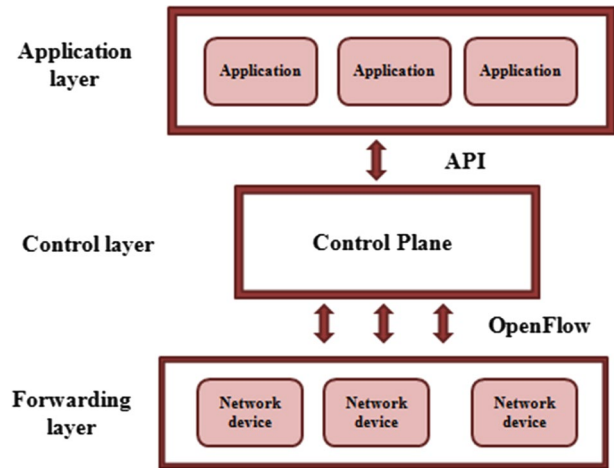 Application
layer
Application
Application
Application
API
Control layer
Control Plane
OpenFlow
Forwarding
layer
Network
device
Network
device
Network
device